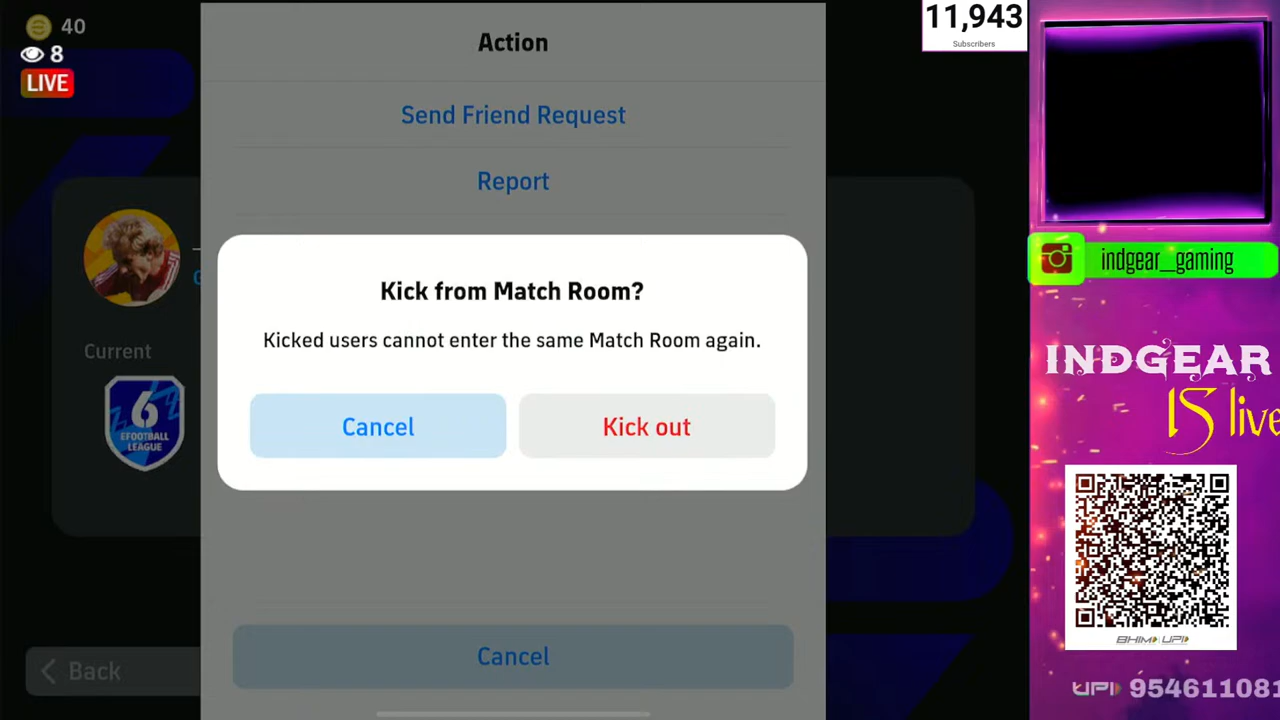 40
8
LIVE
Action
Send Friend Request
Report
Kick from Match Room?
Kicked users cannot enter the same Match Room again.
Cancel
Kick out
Current
6
EFOOTBALL
LEAGUE
Cancel
Back
11,943
Subscribers
indgear_gaming
INDGEAR
IS live
BHIM UPI
UPI 954611081